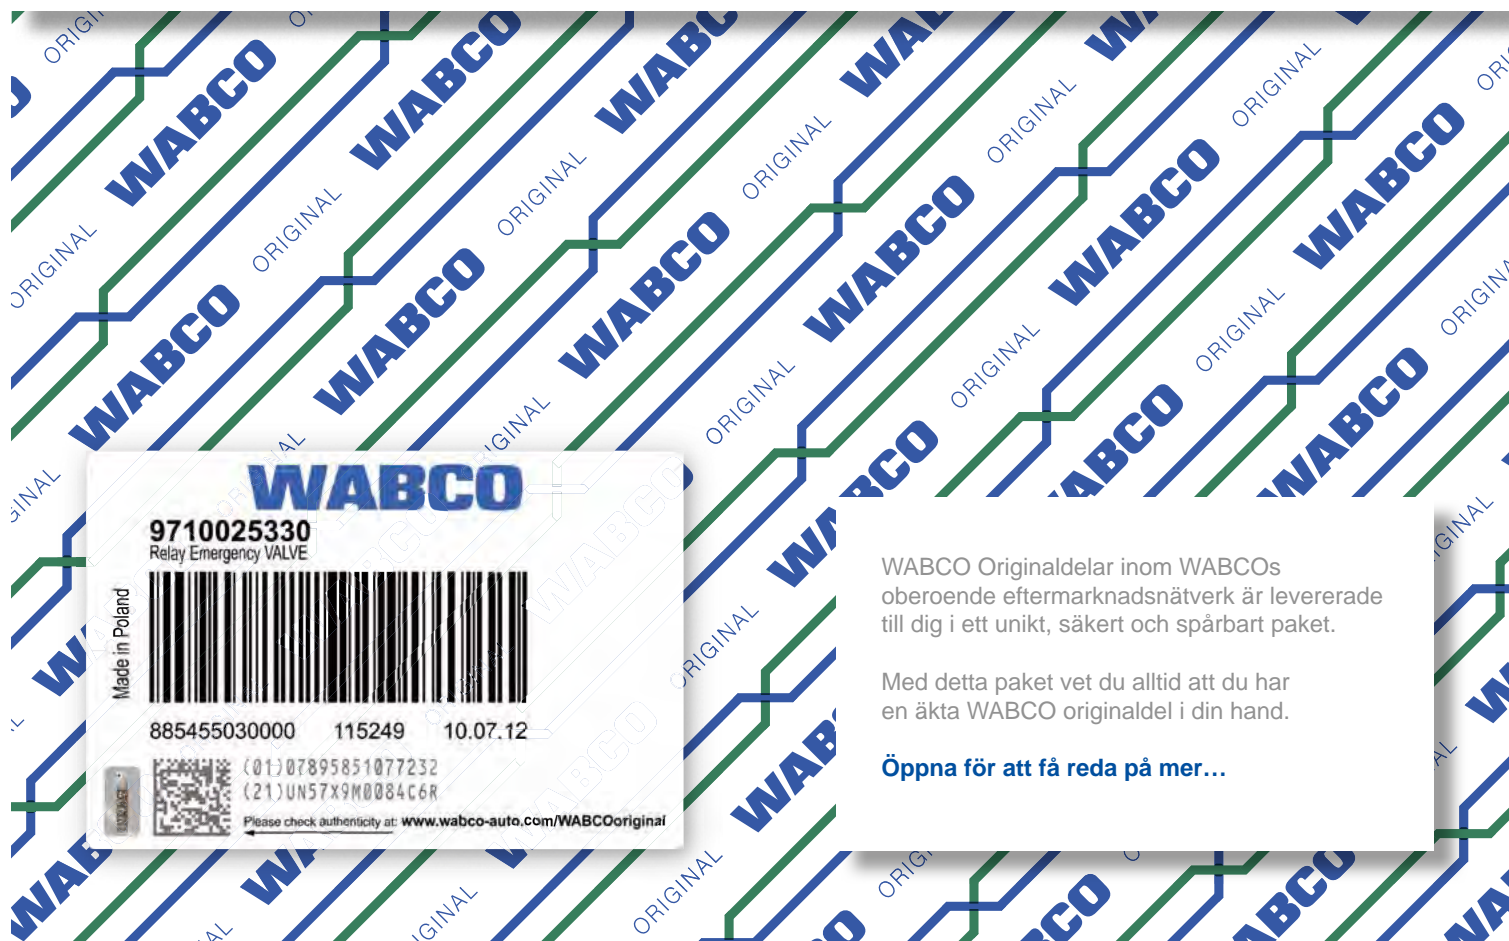 WABCO
9710025330
Relay Emergency VALVE
Made in Poland
885455030000 115249 10.07.12
(01)07895851077232
(21)UN57X9M0084C6R
Please check authenticity at: www.wabco-auto.com/WABCOoriginal
WABCO Originaldelar inom WABCOs
oberoende eftermarknadsnätverk är levererade
till dig i ett unikt, säkert och spårbart paket.
Med detta paket vet du alltid att du har
en äkta WABCO originaldel i din hand.
Öppna för att få reda på mer…
WABCO ORIGINAL